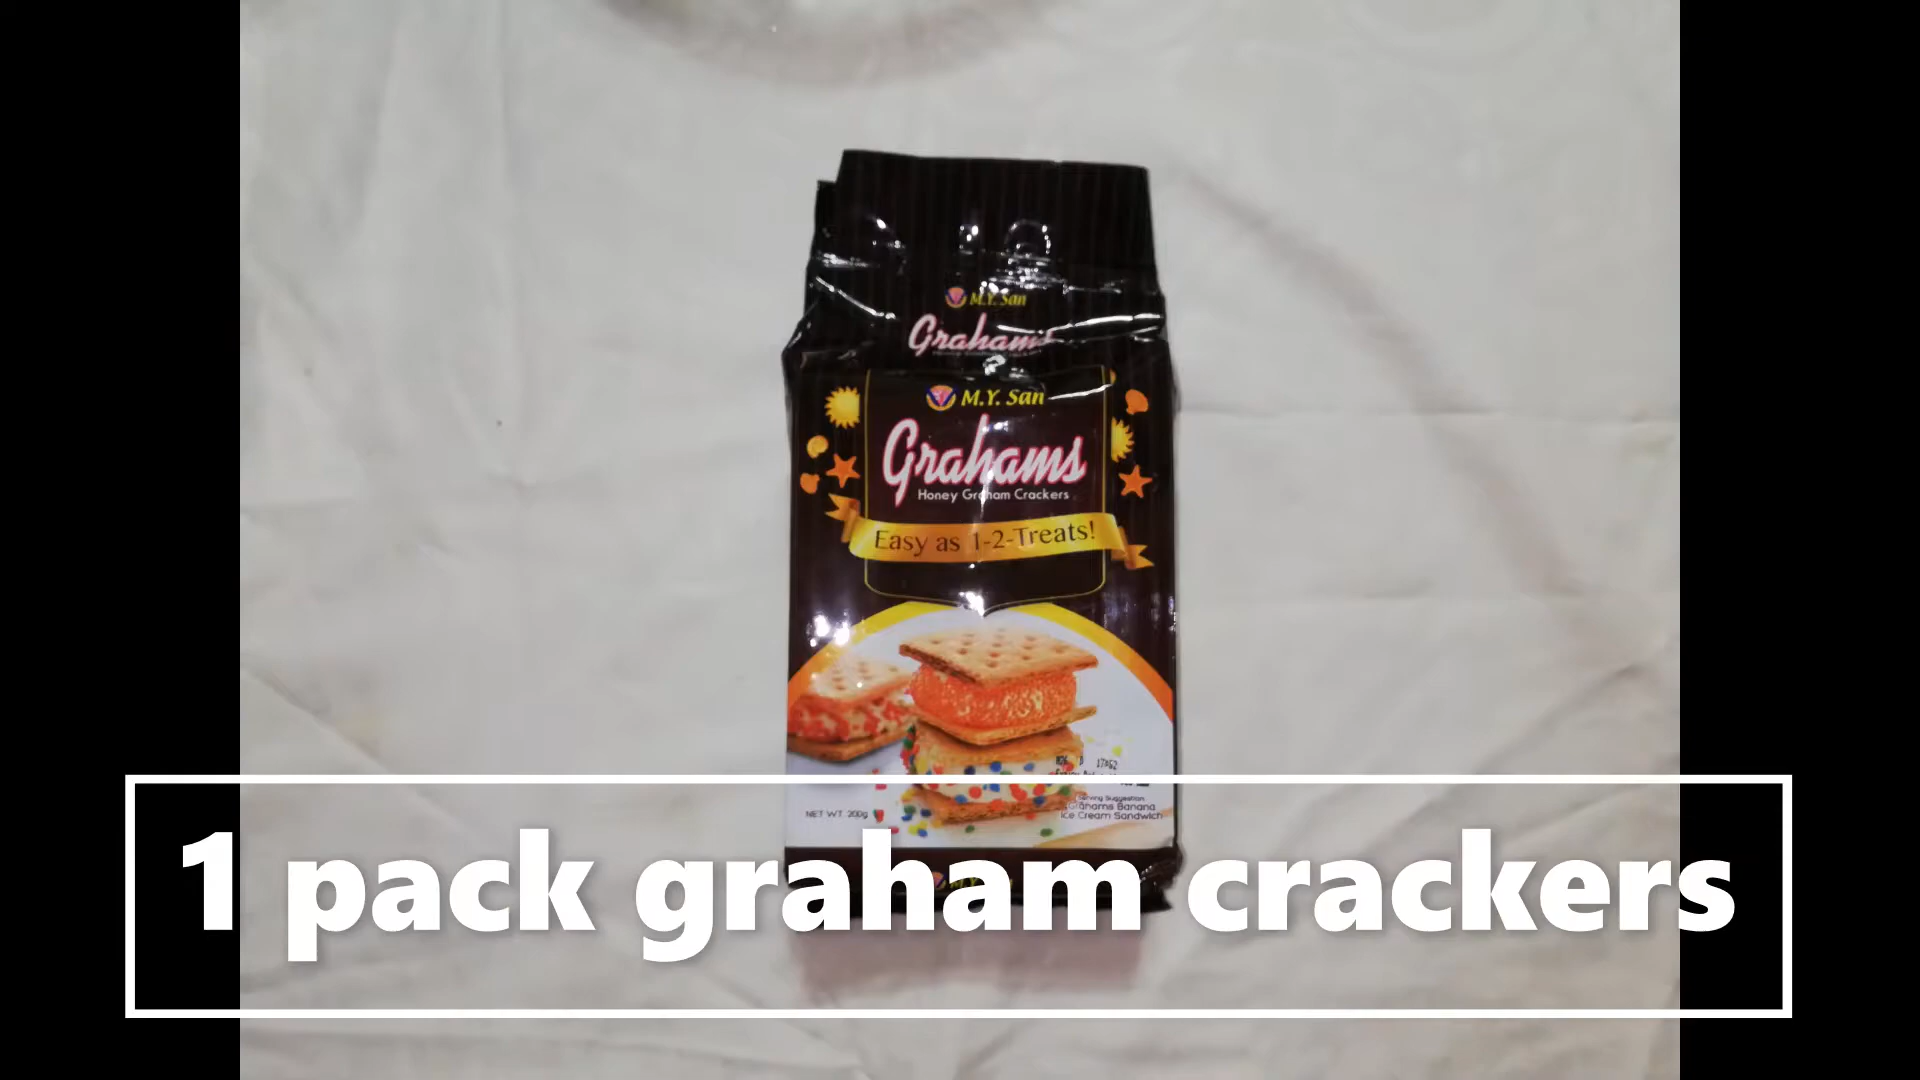 M.Y. San
Grahams
M.Y. San
Grahams
Honey Graham Crackers
Easy as 1-2-Treats!
Serving Suggestion
Grahams Banana
Ice Cream Sandwich
NET WT. 200g
1 pack graham crackers